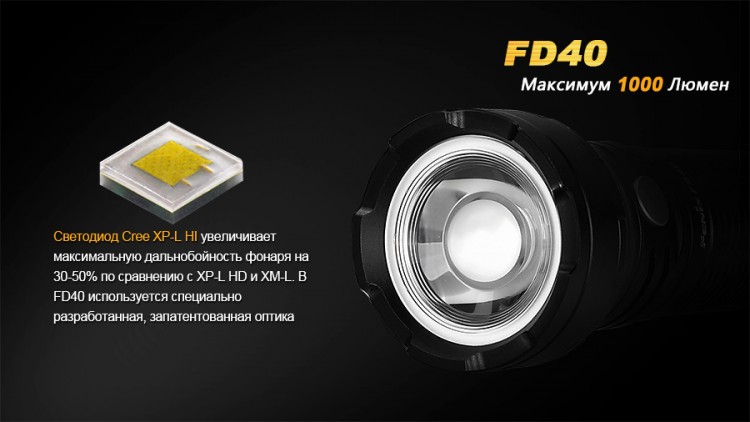 FD40
Максимум 1000 Люмен
Светодиод Cree XP-L HI увеличивает
максимальную дальнобойность фонаря на
30-50% по сравнению с XP-L HD и XM-L. В
FD40 используется специально
разработанная, запатентованная оптика
FENIX